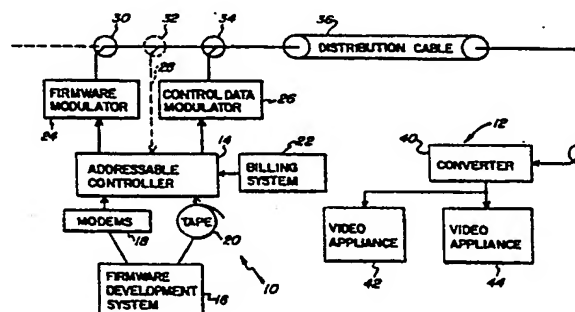 30
32
34
36
DISTRIBUTION CABLE
28
FIRMWARE
MODULATOR
24
CONTROL DATA
MODULATOR
26
14
ADDRESSABLE
CONTROLLER
22
BILLING
SYSTEM
40
12
CONVERTER
MODEMS
18
TAPE
20
VIDEO
APPLIANCE
42
VIDEO
APPLIANCE
44
FIRMWARE
DEVELOPMENT
SYSTEM
16
10